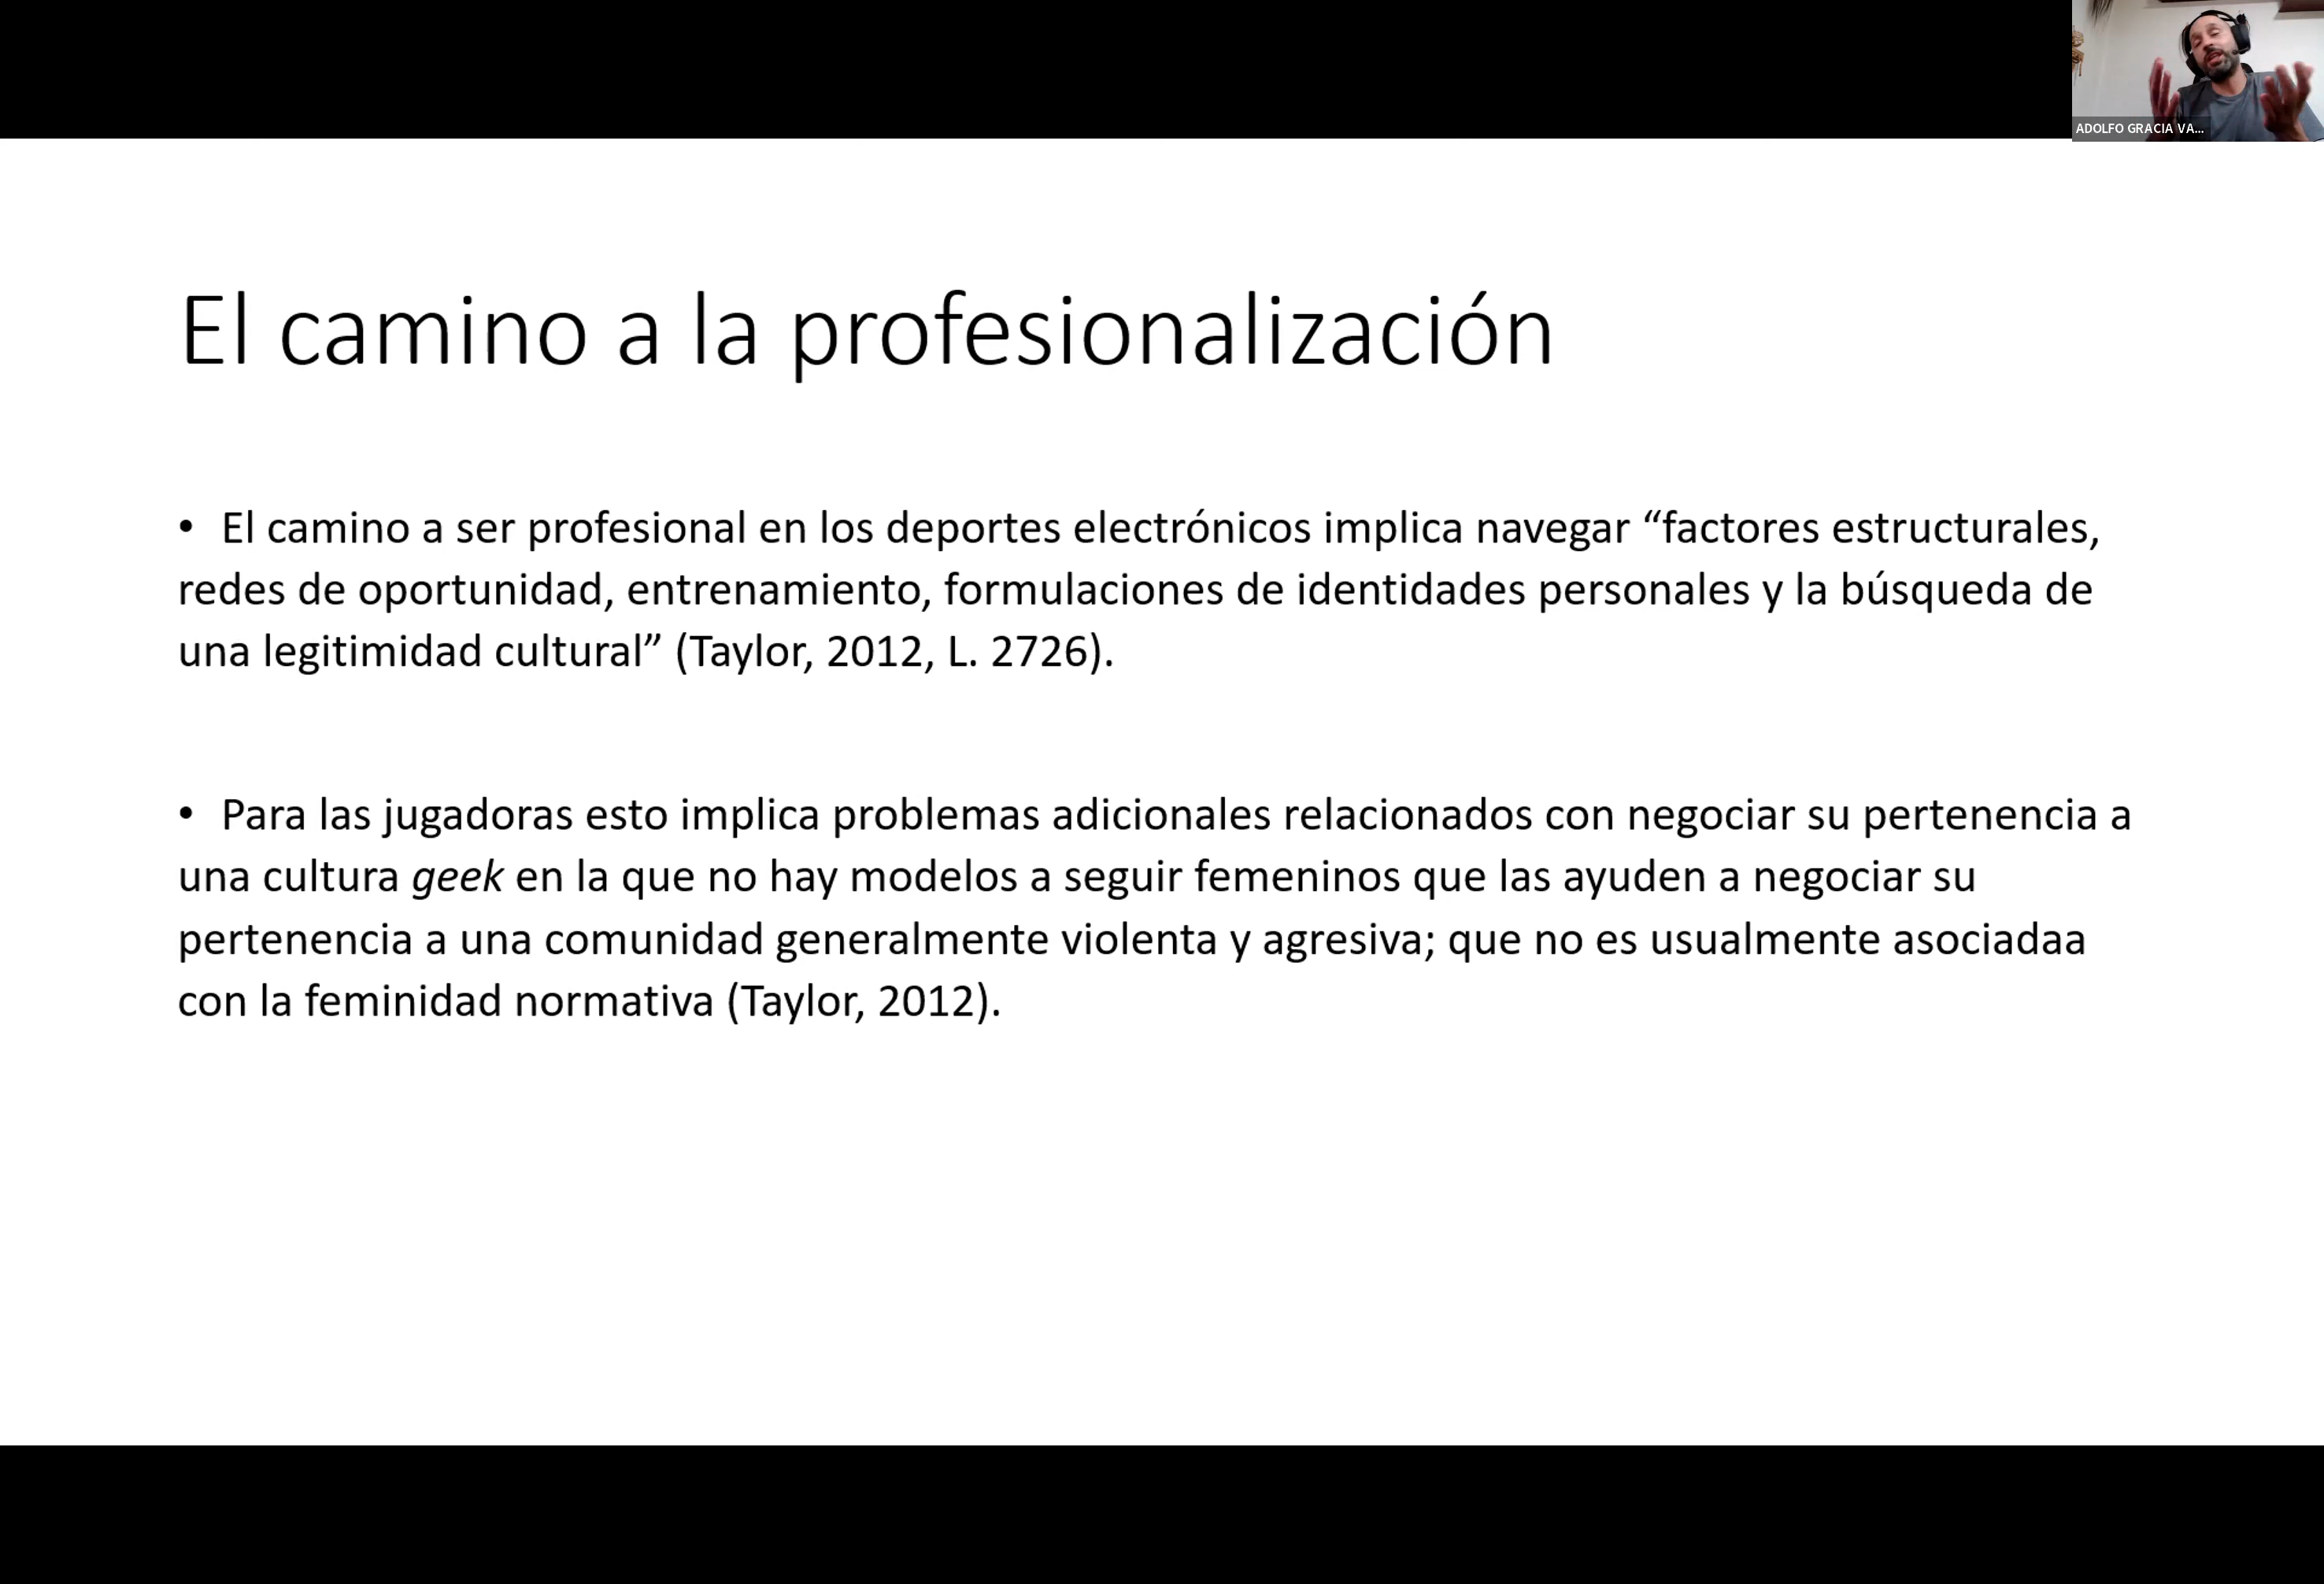 ADOLFO GRACIA VA...
El camino a la profesionalización
• El camino a ser profesional en los deportes electrónicos implica navegar “factores estructurales,
redes de oportunidad, entrenamiento, formulaciones de identidades personales y la búsqueda de
una legitimidad cultural” (Taylor, 2012, L. 2726).
• Para las jugadoras esto implica problemas adicionales relacionados con negociar su pertenencia a
una cultura geek en la que no hay modelos a seguir femeninos que las ayuden a negociar su
pertenencia a una comunidad generalmente violenta y agresiva; que no es usualmente asociadaa
con la feminidad normativa (Taylor, 2012).